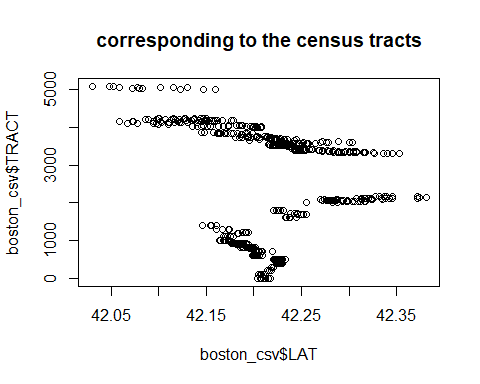 corresponding to the census tracts
boston_csv$TRACT
5000
3000
1000
0
42.05
42.15
42.25
42.35
boston_csv$LAT